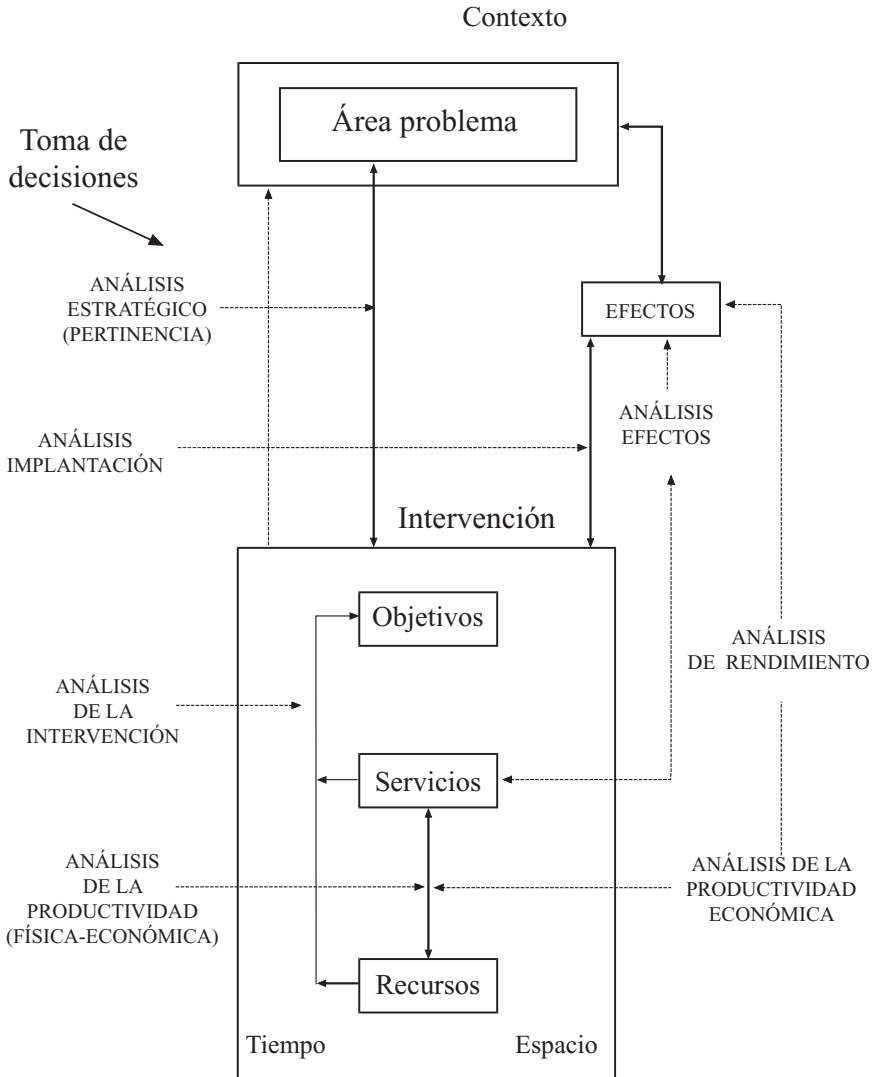 Contexto
Área problema
Toma de
decisiones
ANÁLISIS
ESTRATÉGICO
(PERTINENCIA)
EFECTOS
ANÁLISIS
EFECTOS
ANÁLISIS
IMPLANTACIÓN
Intervención
Objetivos
ANÁLISIS
DE RENDIMIENTO
ANÁLISIS
DE LA
INTERVENCIÓN
Servicios
ANÁLISIS
DE LA
PRODUCTIVIDAD
(FÍSICA-ECONÓMICA)
ANÁLISIS DE LA
PRODUCTIVIDAD
ECONÓMICA
Recursos
Tiempo
Espacio